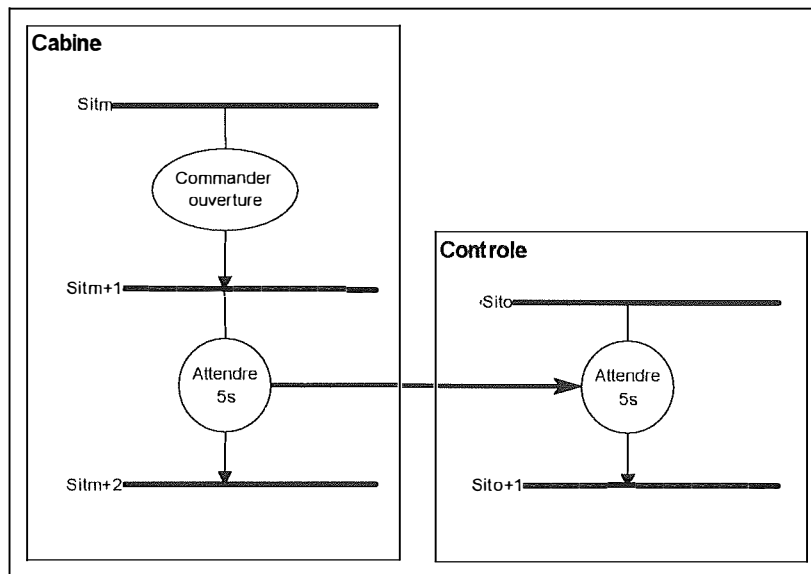 Cabine
Sitm
Commander
ouverture
Sitm+1
Attendre
5s
Sitm+2
Controle
Sito
Attendre
5s
Sito+1